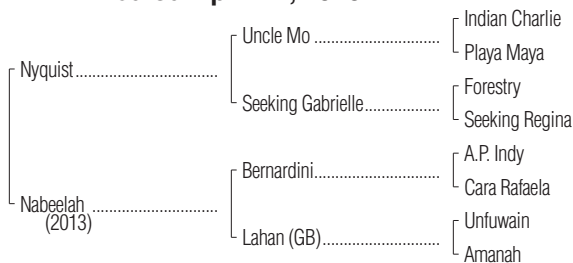 Indian Charlie
Uncle Mo
Playa Maya
Nyquist
Forestry
Seeking Gabrielle
Seeking Regina
A.P. Indy
Bernardini
Cara Rafaela
Nabeelah
(2013)
Unfuwain
Lahan (GB)
Amanah